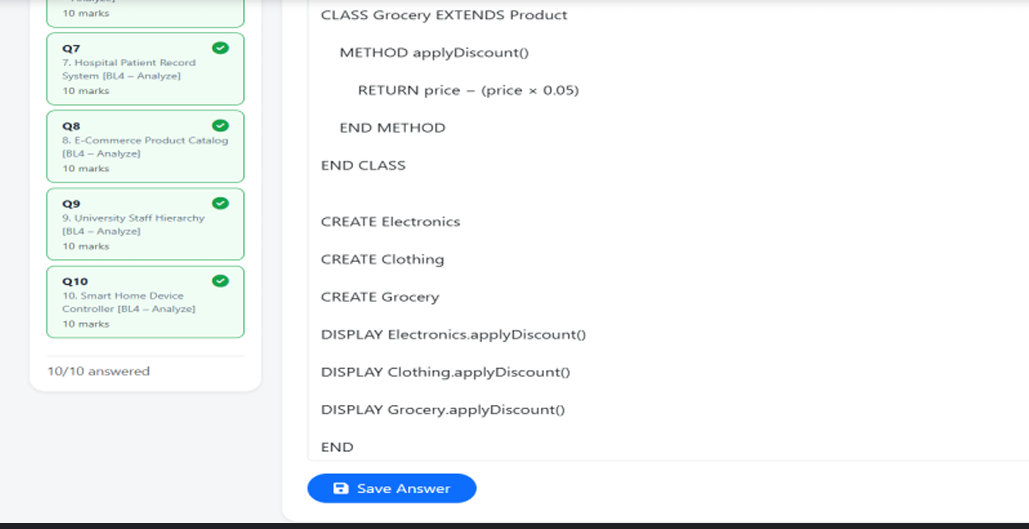 10 marks
Q7
7. Hospital Patient Record
System [BL4 – Analyze]
10 marks
Q8
8. E-Commerce Product Catalog
[BL4 – Analyze]
10 marks
Q9
9. University Staff Hierarchy
[BL4 – Analyze]
10 marks
Q10
10. Smart Home Device
Controller [BL4 – Analyze]
10 marks
10/10 answered
CLASS Grocery EXTENDS Product
METHOD applyDiscount()
RETURN price – (price × 0.05)
END METHOD
END CLASS
CREATE Electronics
CREATE Clothing
CREATE Grocery
DISPLAY Electronics.applyDiscount()
DISPLAY Clothing.applyDiscount()
DISPLAY Grocery.applyDiscount()
END
Save Answer